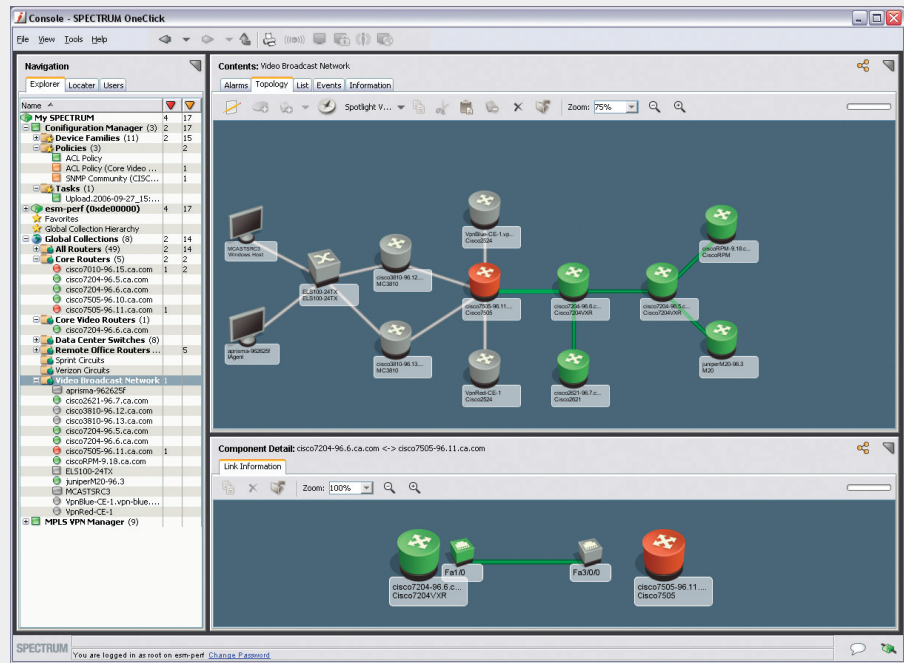 Console - SPECTRUM OneClick
File View Tools Help
Navigation
Explorer Locater Users
Name
My SPECTRUM 4 17
Configuration Manager (3) 2 17
Device Families (11) 2 15
Policies (3) 2
ACL Policy
ACL Policy (Core Video ... 1
SNMP Community (CISC... 1
Tasks (1)
Upload.2006-09-27_15:...
esm-perf (0xde00000) 4 17
Favorites
Global Collection Hierarchy
Global Collections (8) 2 14
All Routers (49) 2 14
Core Routers (5) 2 2
cisco7010-96.15.ca.com 1 2
cisco7204-96.5.ca.com
cisco7204-96.6.ca.com
cisco7505-96.10.ca.com
cisco7505-96.11.ca.com 1
Core Video Routers (1)
cisco7204-96.6.ca.com
Data Center Switches (8)
Remote Office Routers ... 5
Sprint Circuits
Verizon Circuits
Video Broadcast Network 1
aprisma-962625f
cisco2621-96.7.ca.com
cisco3810-96.12.ca.com
cisco3810-96.13.ca.com
cisco7204-96.5.ca.com
cisco7204-96.6.ca.com
cisco7505-96.11.ca.com 1
ciscoRPM-9.18.ca.com
ELS100-24TX
juniperM20-96.3
MCASTSRC3
VpnBlue-CE-1.vpn-blue....
VpnRed-CE-1
MPLS VPN Manager (9)
Contents: Video Broadcast Network
Alarms Topology List Events Information
Spotlight V... Zoom: 75%
MCASTSRC3
Windows Host
aprisma-962625f
ELS100-24TX
ELS100-24TX
cisco3810-96.12...
MC3810
cisco3810-96.13...
MC3810
VpnBlue-CE-1.vp...
Cisco2524
cisco7505-96.11...
Cisco7505
VpnRed-CE-1
Cisco2524
cisco7204-96.6.c...
Cisco7204VXR
cisco2621-96.7.c...
Cisco2621
cisco7204-96.5.c...
Cisco7204VXR
ciscoRPM-9.18.c...
CiscoRPM
juniperM20-96.3
M20
Component Detail: cisco7204-96.6.ca.com <-> cisco7505-96.11.ca.com
Link Information
Zoom: 100%
Fa1/0
cisco7204-96.6.c...
Cisco7204VXR
Fa3/0/0
cisco7505-96.11....
Cisco7505
SPECTRUM
You are logged in as root on esm-perf Change Password